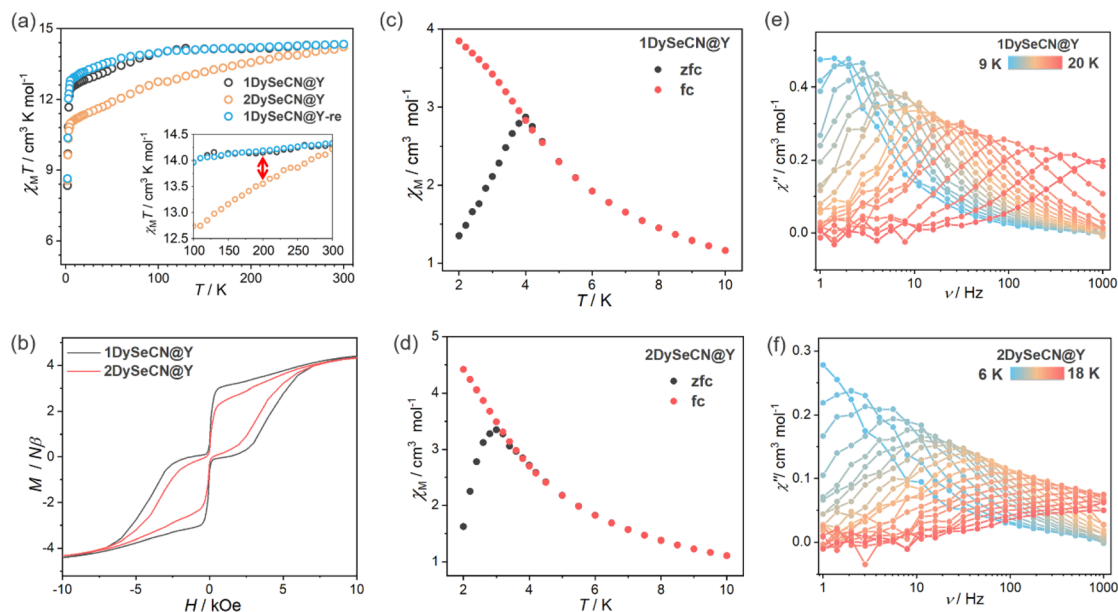 (a)
χMT / cm³ K mol⁻¹
15
12
9
6
0 50 100 150 200 250 300
T / K
1DySeCN@Y
2DySeCN@Y
1DySeCN@Y-re
χMT / cm³ K mol⁻¹
14.5
14.0
13.5
13.0
12.5
100 150 200 250 300
(c)
χM / cm³ mol⁻¹
4
3
2
1
2 4 6 8 10
T / K
1DySeCN@Y
zfc
fc
(e)
χ'' / cm³ mol⁻¹
0.4
0.2
0.0
1 10 100 1000
ν / Hz
1DySeCN@Y
9 K 20 K
(b)
M / Nβ
4
2
0
-2
-4
-10 -5 0 5 10
H / kOe
1DySeCN@Y
2DySeCN@Y
(d)
χM / cm³ mol⁻¹
5
4
3
2
1
2 4 6 8 10
T / K
2DySeCN@Y
zfc
fc
(f)
χ''/ cm³ mol⁻¹
0.3
0.2
0.1
0.0
1 10 100 1000
ν / Hz
2DySeCN@Y
6 K 18 K